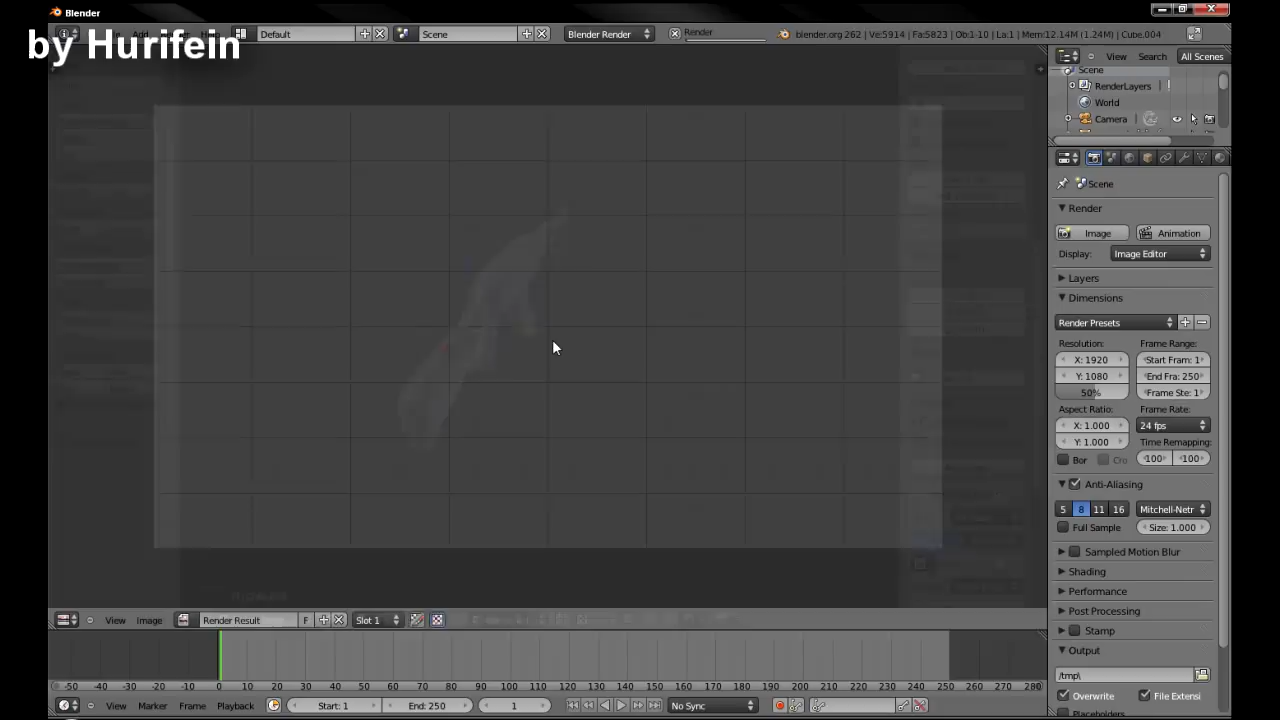 Blender
by Hurifein
Default
Scene
Blender Render
Render
blender.org 262 | Ve:5914 | Fa:5823 | Ob:1-10 | La:1 | Mem:12.14M (1.24M) | Cube.004
View Search All Scenes
Scene
RenderLayers
World
Camera
Scene
Render
Image Animation
Display: Image Editor
Layers
Dimensions
Render Presets
Resolution: Frame Range:
X: 1920 Start Fram: 1
Y: 1080 End Fra: 250
50% Frame Ste: 1
Aspect Ratio: Frame Rate:
X: 1.000 24 fps
Y: 1.000 Time Remapping:
Bor Cro 100 100
Anti-Aliasing
5 8 11 16 Mitchell-Netr
Full Sample Size: 1.000
Sampled Motion Blur
Shading
Performance
Post Processing
Stamp
Output
/tmp\
Overwrite File Extensi
Placeholders
View Image Render Result F Slot 1
-50 -40 -30 -20 -10 0 10 20 30 40 50 60 70 80 90 100 110 120 130 140 150 160 170 180 190 200 210 220 230 240 250 260 270 280
View Marker Frame Playback Start: 1 End: 250 1 No Sync